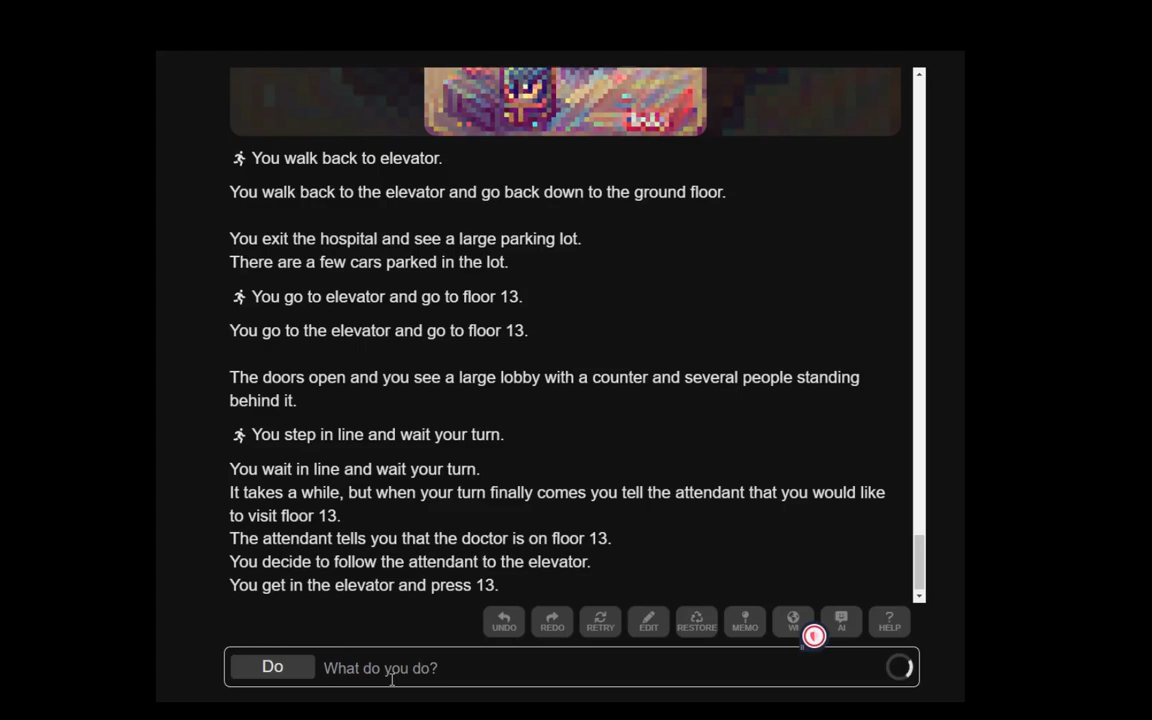 You walk back to elevator.
You walk back to the elevator and go back down to the ground floor.
You exit the hospital and see a large parking lot.
There are a few cars parked in the lot.
You go to elevator and go to floor 13.
You go to the elevator and go to floor 13.
The doors open and you see a large lobby with a counter and several people standing
behind it.
You step in line and wait your turn.
You wait in line and wait your turn.
It takes a while, but when your turn finally comes you tell the attendant that you would like
to visit floor 13.
The attendant tells you that the doctor is on floor 13.
You decide to follow the attendant to the elevator.
You get in the elevator and press 13.
UNDO REDO RETRY EDIT RESTORE MEMO AI HELP
Do What do you do?